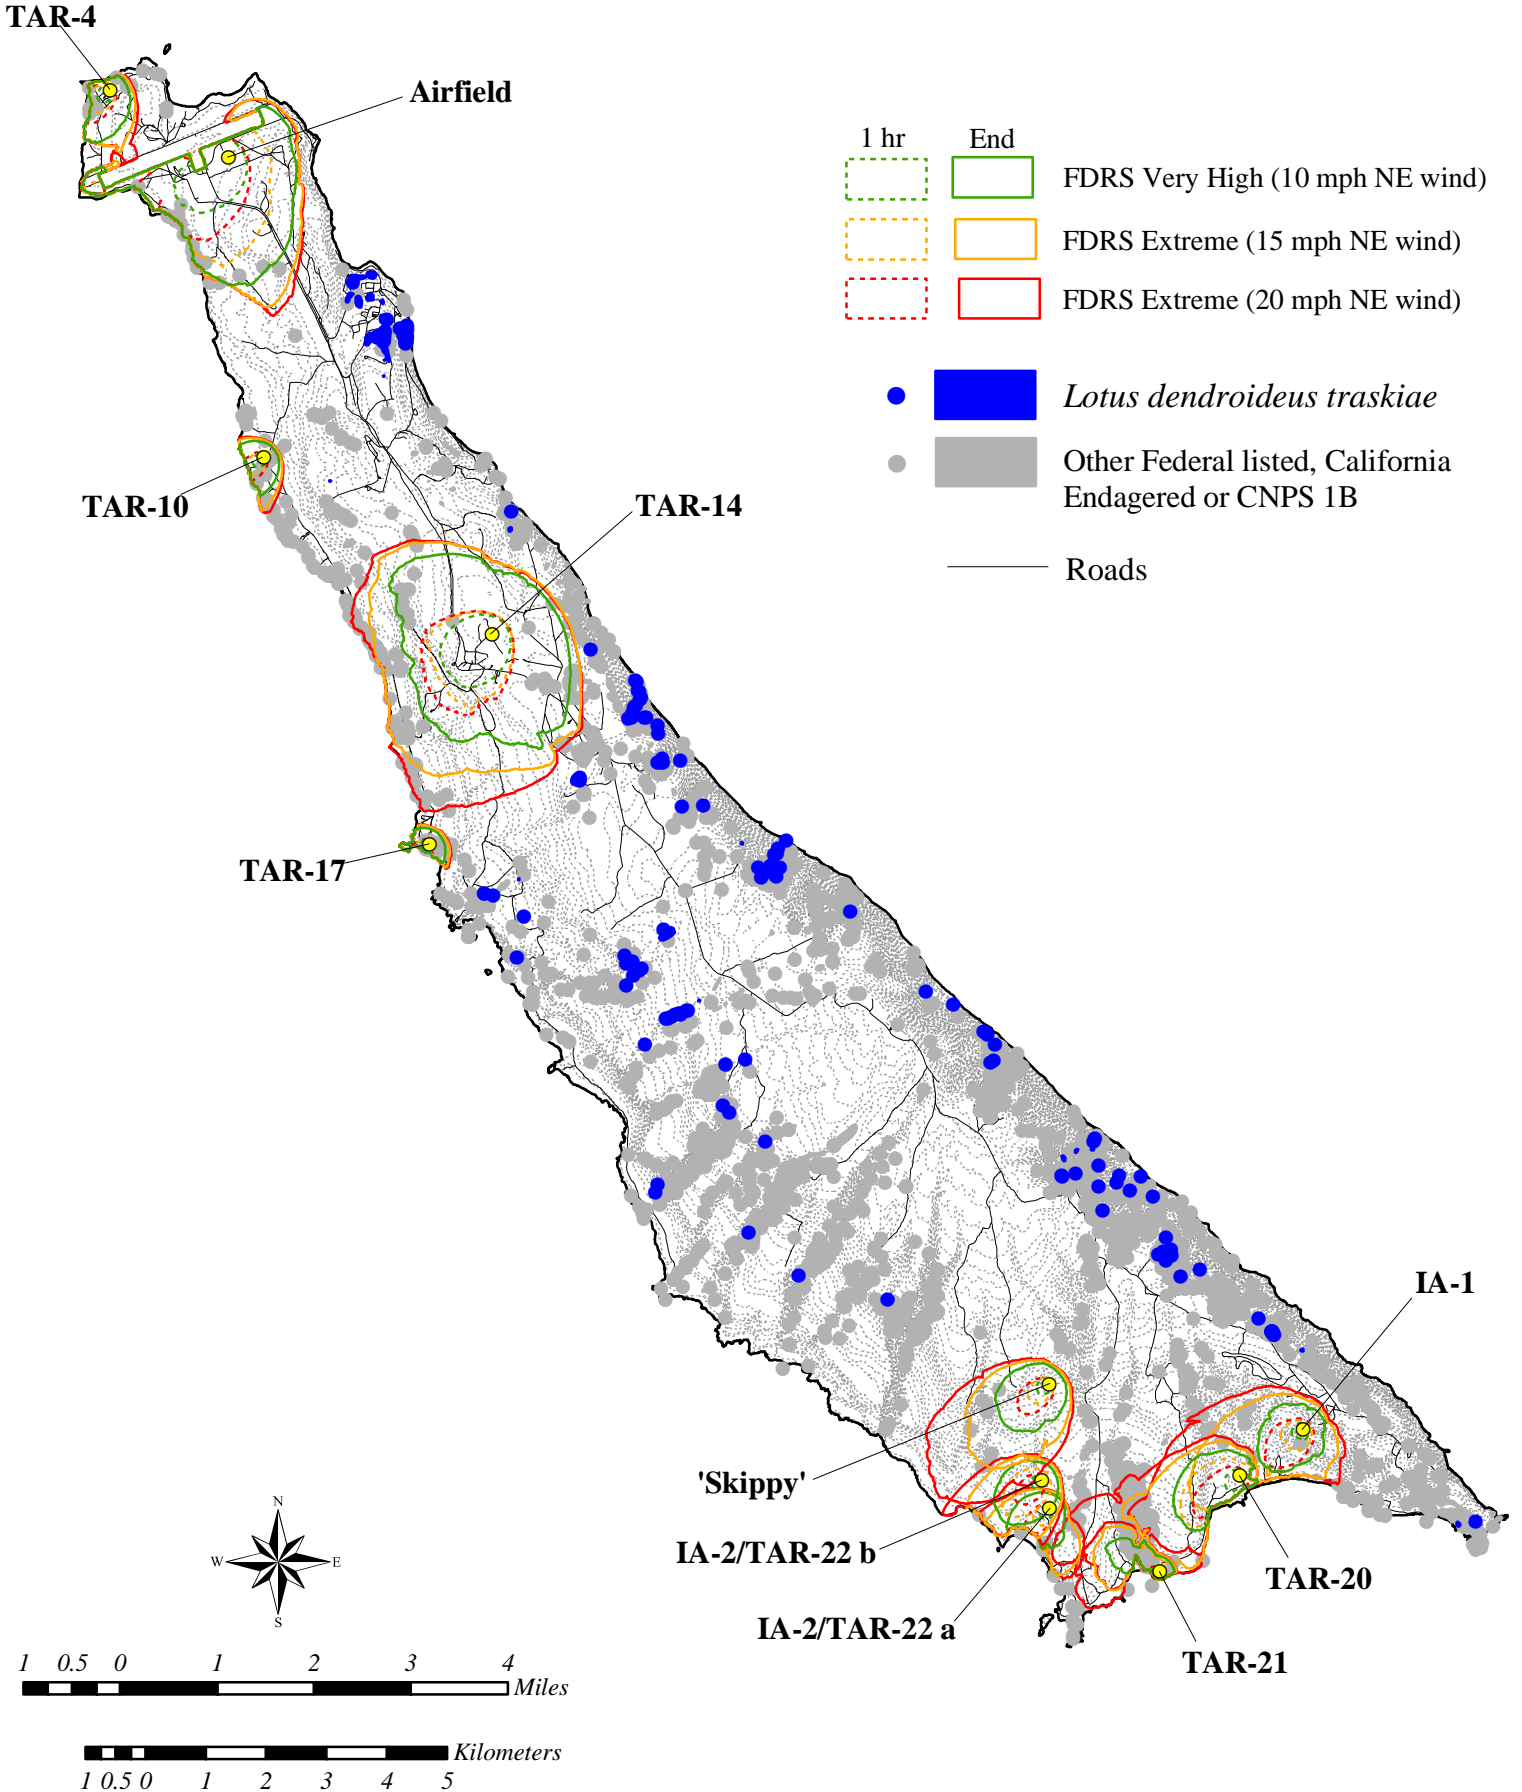 TAR-4
Airfield
1 hr
End
FDRS Very High (10 mph NE wind)
FDRS Extreme (15 mph NE wind)
FDRS Extreme (20 mph NE wind)
Lotus dendroideus traskiae
Other Federal listed, California
Endagered or CNPS 1B
Roads
TAR-10
TAR-14
TAR-17
IA-1
'Skippy'
IA-2/TAR-22 b
IA-2/TAR-22 a
TAR-20
TAR-21
N
W E
S
1 0.5 0 1 2 3 4
Miles
Kilometers
1 0.5 0 1 2 3 4 5